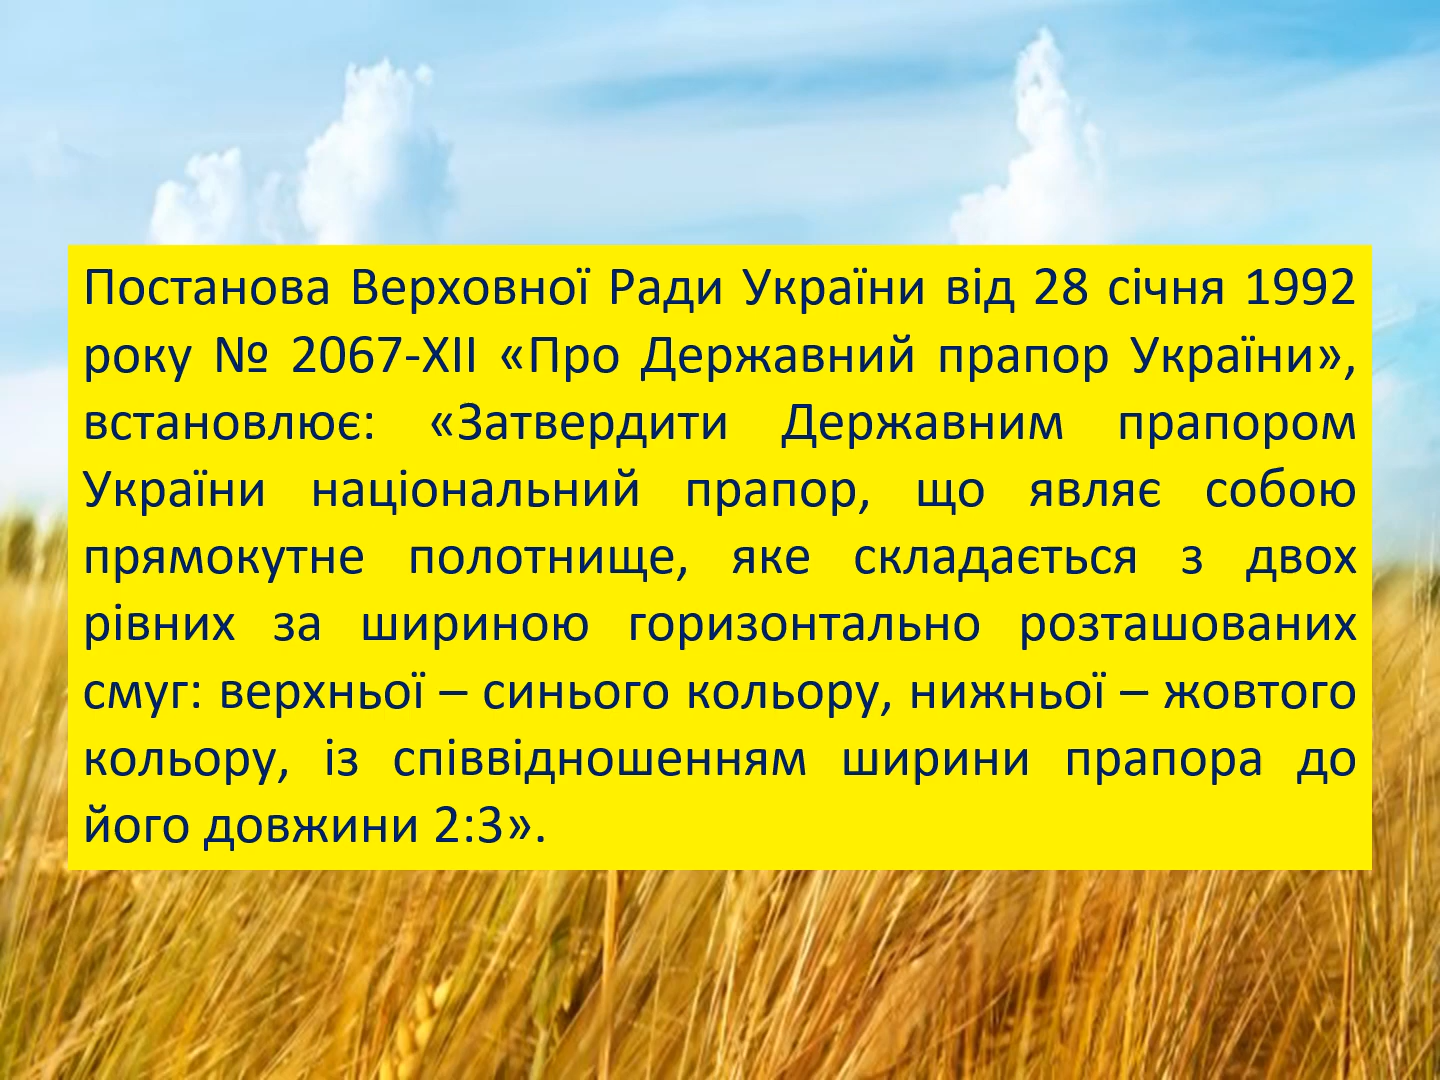 Постанова Верховної Ради України від 28 січня 1992
року № 2067-XII «Про Державний прапор України»,
встановлює: «Затвердити Державним прапором
України національний прапор, що являє собою
прямокутне полотнище, яке складається з двох
рівних за шириною горизонтально розташованих
смуг: верхньої – синього кольору, нижньої – жовтого
кольору, із співвідношенням ширини прапора до
його довжини 2:3».